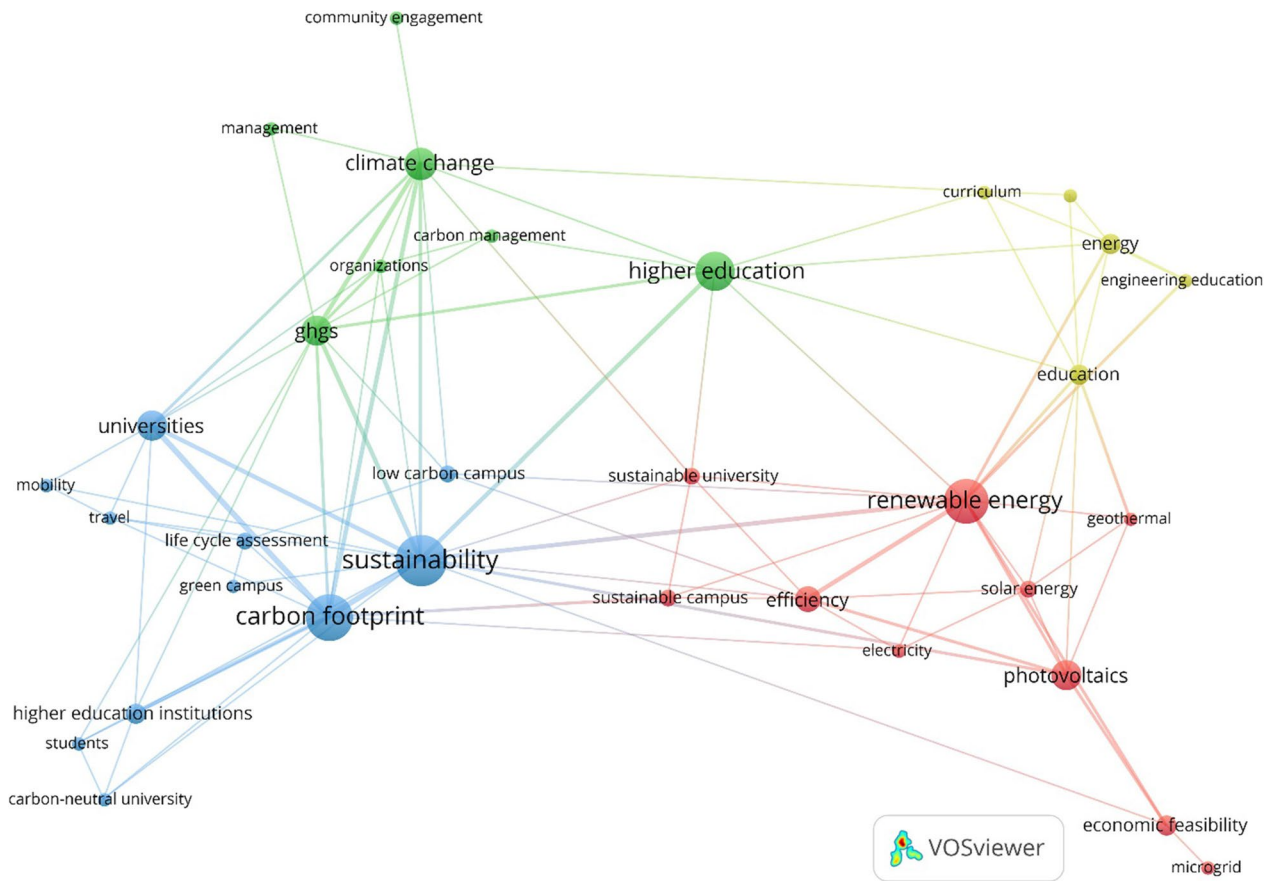 community engagement
management
climate change
curriculum
carbon management
energy
organizations
higher education
engineering education
ghgs
education
universities
low carbon campus
sustainable university
mobility
renewable energy
travel
geothermal
life cycle assessment
sustainability
green campus
solar energy
sustainable campus
efficiency
carbon footprint
electricity
photovoltaics
higher education institutions
students
carbon-neutral university
economic feasibility
VOSviewer
microgrid